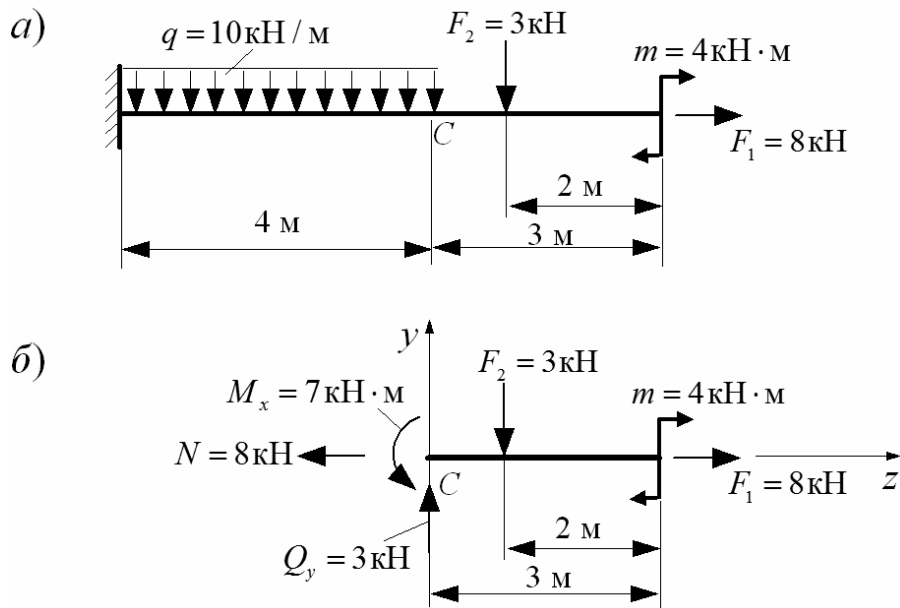 а)
q = 10кН / м
F₂ = 3кН
m = 4кН · м
C
F₁ = 8кН
2 м
4 м
3 м
б)
y
F₂ = 3кН
Mₓ = 7кН · м
m = 4кН · м
N = 8кН
C
F₁ = 8кН
z
2 м
Q_y = 3кН
3 м